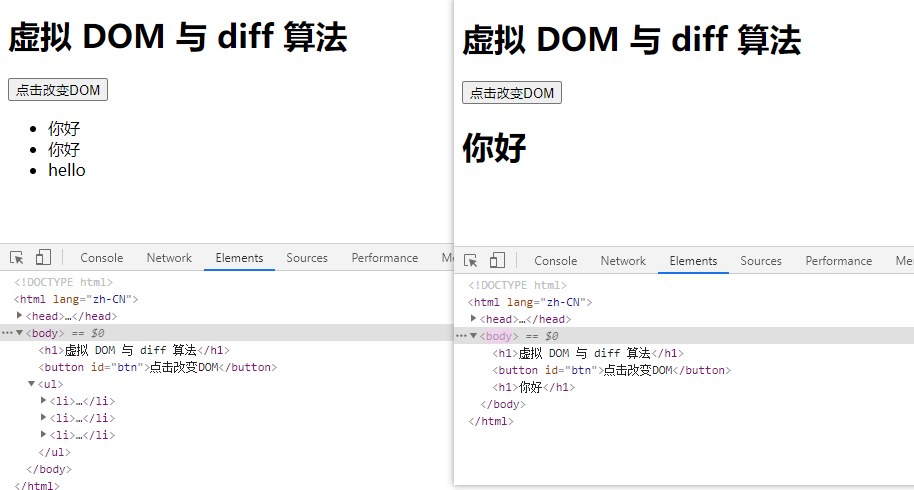 虚拟 DOM 与 diff 算法
点击改变DOM
你好
你好
hello
Console Network Elements Sources Performance M
<!DOCTYPE html>
<html lang="zh-CN">
<head>…</head>
<body> == $0
<h1>虚拟 DOM 与 diff 算法</h1>
<button id="btn">点击改变DOM</button>
<ul>
<li>…</li>
<li>…</li>
<li>…</li>
</ul>
</body>
</html>
虚拟 DOM 与 diff 算法
点击改变DOM
你好
Console Network Elements Sources Performance Me
<!DOCTYPE html>
<html lang="zh-CN">
<head>…</head>
<body> == $0
<h1>虚拟 DOM 与 diff 算法</h1>
<button id="btn">点击改变DOM</button>
<h1>你好</h1>
</body>
</html>